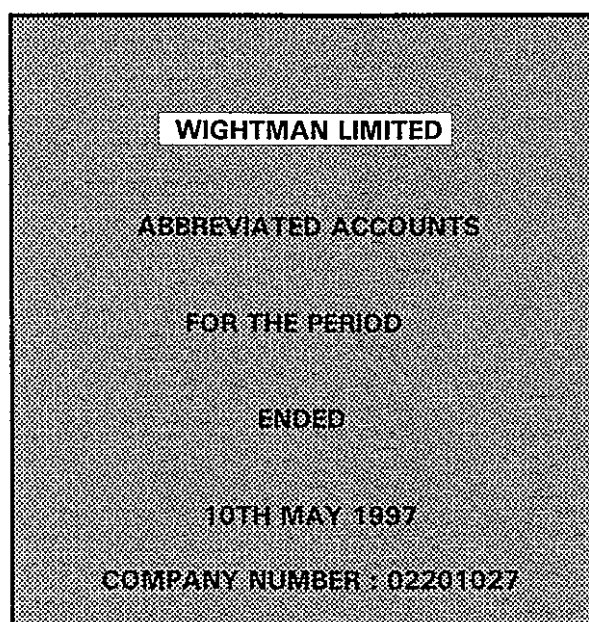 WIGHTMAN LIMITED
ABBREVIATED ACCOUNTS
FOR THE PERIOD
ENDED
10TH MAY 1997
COMPANY NUMBER : 02201027